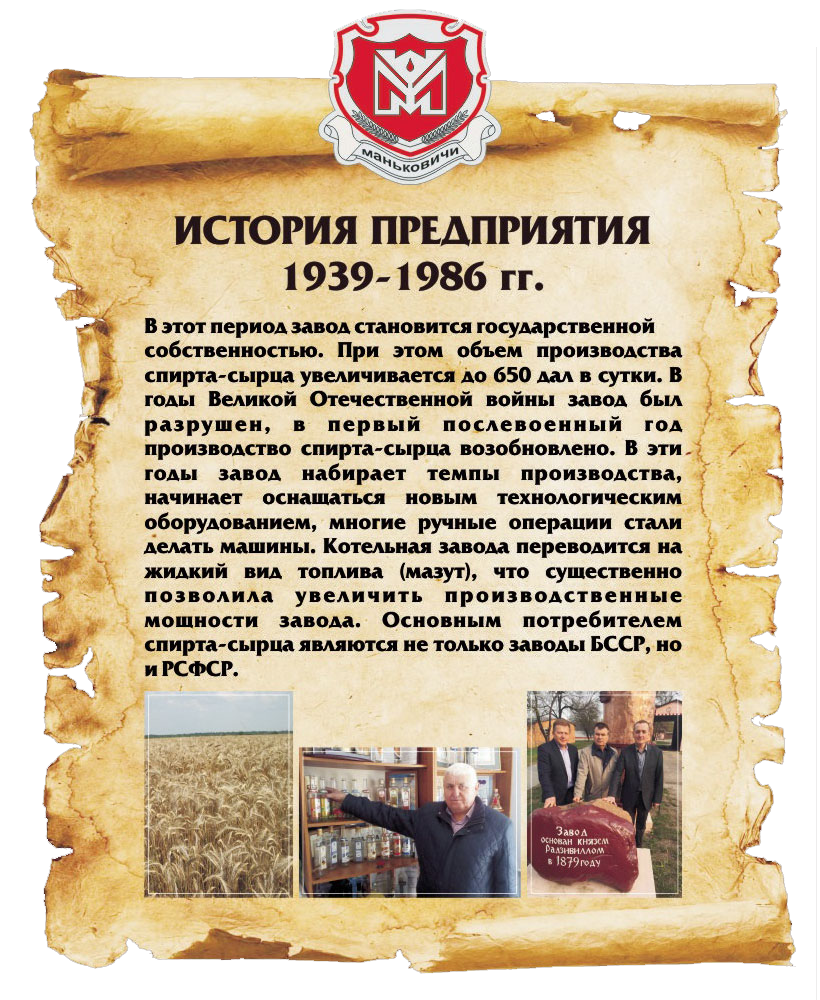 маньковичи
ИСТОРИЯ ПРЕДПРИЯТИЯ
1939-1986 гг.
В этот период завод становится государственной
собственностью. При этом объем производства
спирта-сырца увеличивается до 650 дал в сутки. В
годы Великой Отечественной войны завод был
разрушен, в первый послевоенный год
производство спирта-сырца возобновлено. В эти
годы завод набирает темпы производства,
начинает оснащаться новым технологическим
оборудованием, многие ручные операции стали
делать машины. Котельная завода переводится на
жидкий вид топлива (мазут), что существенно
позволила увеличить производственные
мощности завода. Основным потребителем
спирта-сырца являются не только заводы БССР, но
и РСФСР.
Завод
основан князем
Радзивиллом
в 1879 году